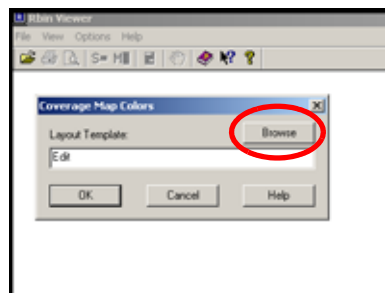 Rbin Viewer
File View Options Help
S= M
Coverage Map Colors
Layout Template:
Browse
Edit
OK Cancel Help